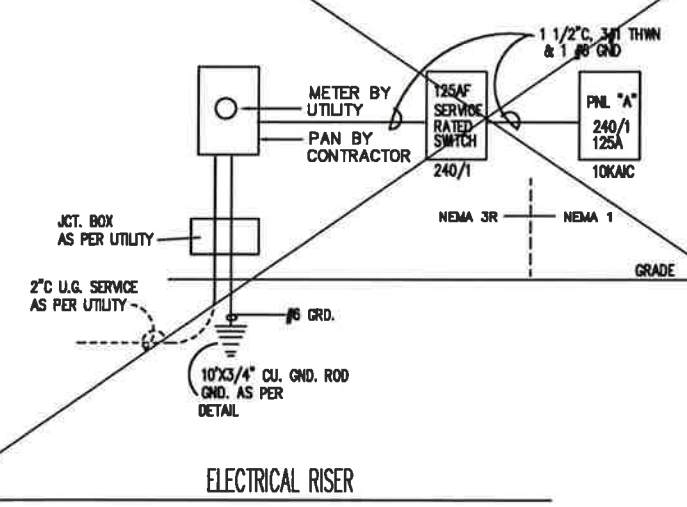 1 1/2"C, 3#1 THWN
& 1 #6 GND
METER BY
UTILITY
PAN BY
CONTRACTOR
125AF
SERVICE
RATED
SWITCH
240/1
PNL "A"
240/1
125A
10KAIC
JCT. BOX
AS PER UTILITY
NEMA 3R
NEMA 1
GRADE
2"C U.G. SERVICE
AS PER UTILITY
#6 GRD.
10'X3/4" CU. GND. ROD
GND. AS PER
DETAIL
ELECTRICAL RISER